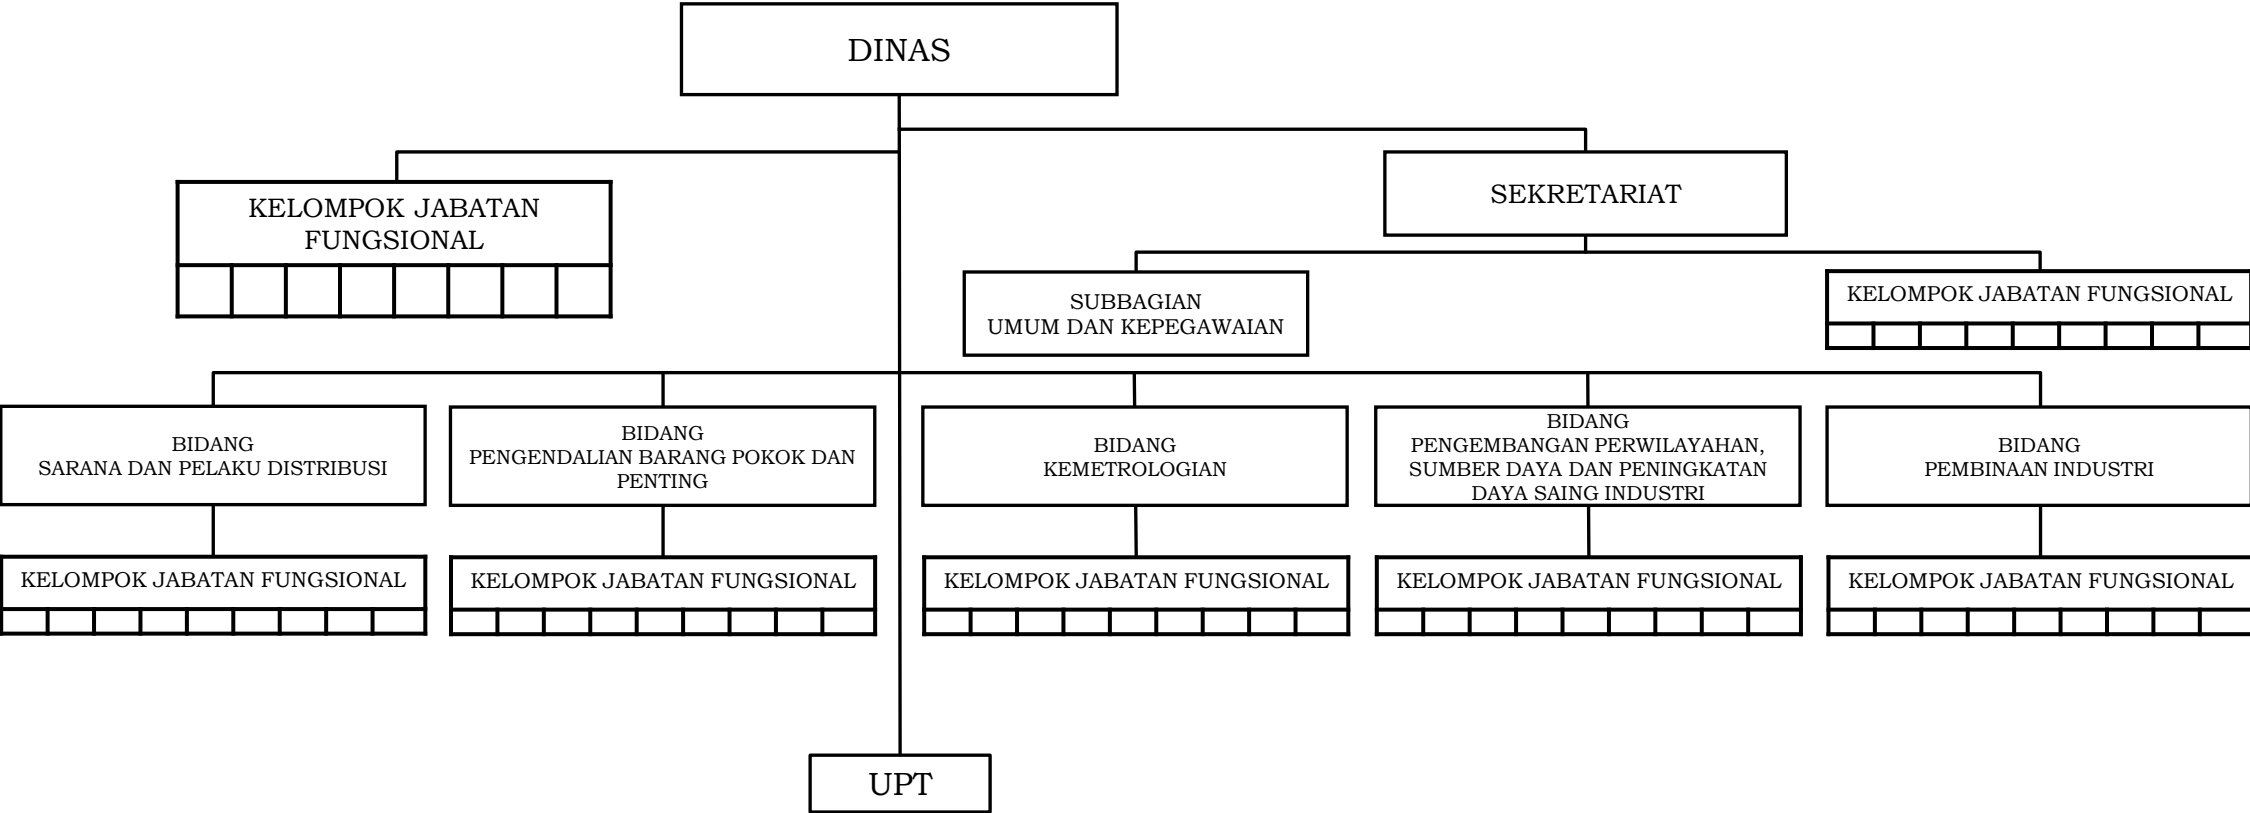 DINAS
KELOMPOK JABATAN
FUNGSIONAL
SEKRETARIAT
SUBBAGIAN
UMUM DAN KEPEGAWAIAN
KELOMPOK JABATAN FUNGSIONAL
BIDANG
SARANA DAN PELAKU DISTRIBUSI
BIDANG
PENGENDALIAN BARANG POKOK DAN
PENTING
BIDANG
KEMETROLOGIAN
BIDANG
PENGEMBANGAN PERWILAYAHAN,
SUMBER DAYA DAN PENINGKATAN
DAYA SAING INDUSTRI
BIDANG
PEMBINAAN INDUSTRI
KELOMPOK JABATAN FUNGSIONAL
KELOMPOK JABATAN FUNGSIONAL
KELOMPOK JABATAN FUNGSIONAL
KELOMPOK JABATAN FUNGSIONAL
KELOMPOK JABATAN FUNGSIONAL
UPT